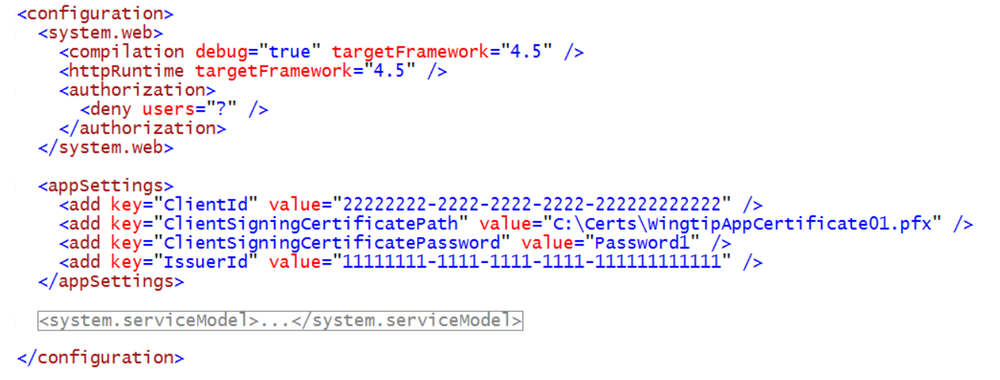 <configuration>
<system.web>
<compilation debug="true" targetFramework="4.5" />
<httpRuntime targetFramework="4.5" />
<authorization>
<deny users="?" />
</authorization>
</system.web>
<appSettings>
<add key="ClientId" value="22222222-2222-2222-2222-222222222222" />
<add key="ClientSigningCertificatePath" value="C:\Certs\WingtipAppCertificate01.pfx" />
<add key="ClientSigningCertificatePassword" value="Password1" />
<add key="IssuerId" value="11111111-1111-1111-1111-111111111111" />
</appSettings>
<system.serviceModel>...</system.serviceModel>
</configuration>